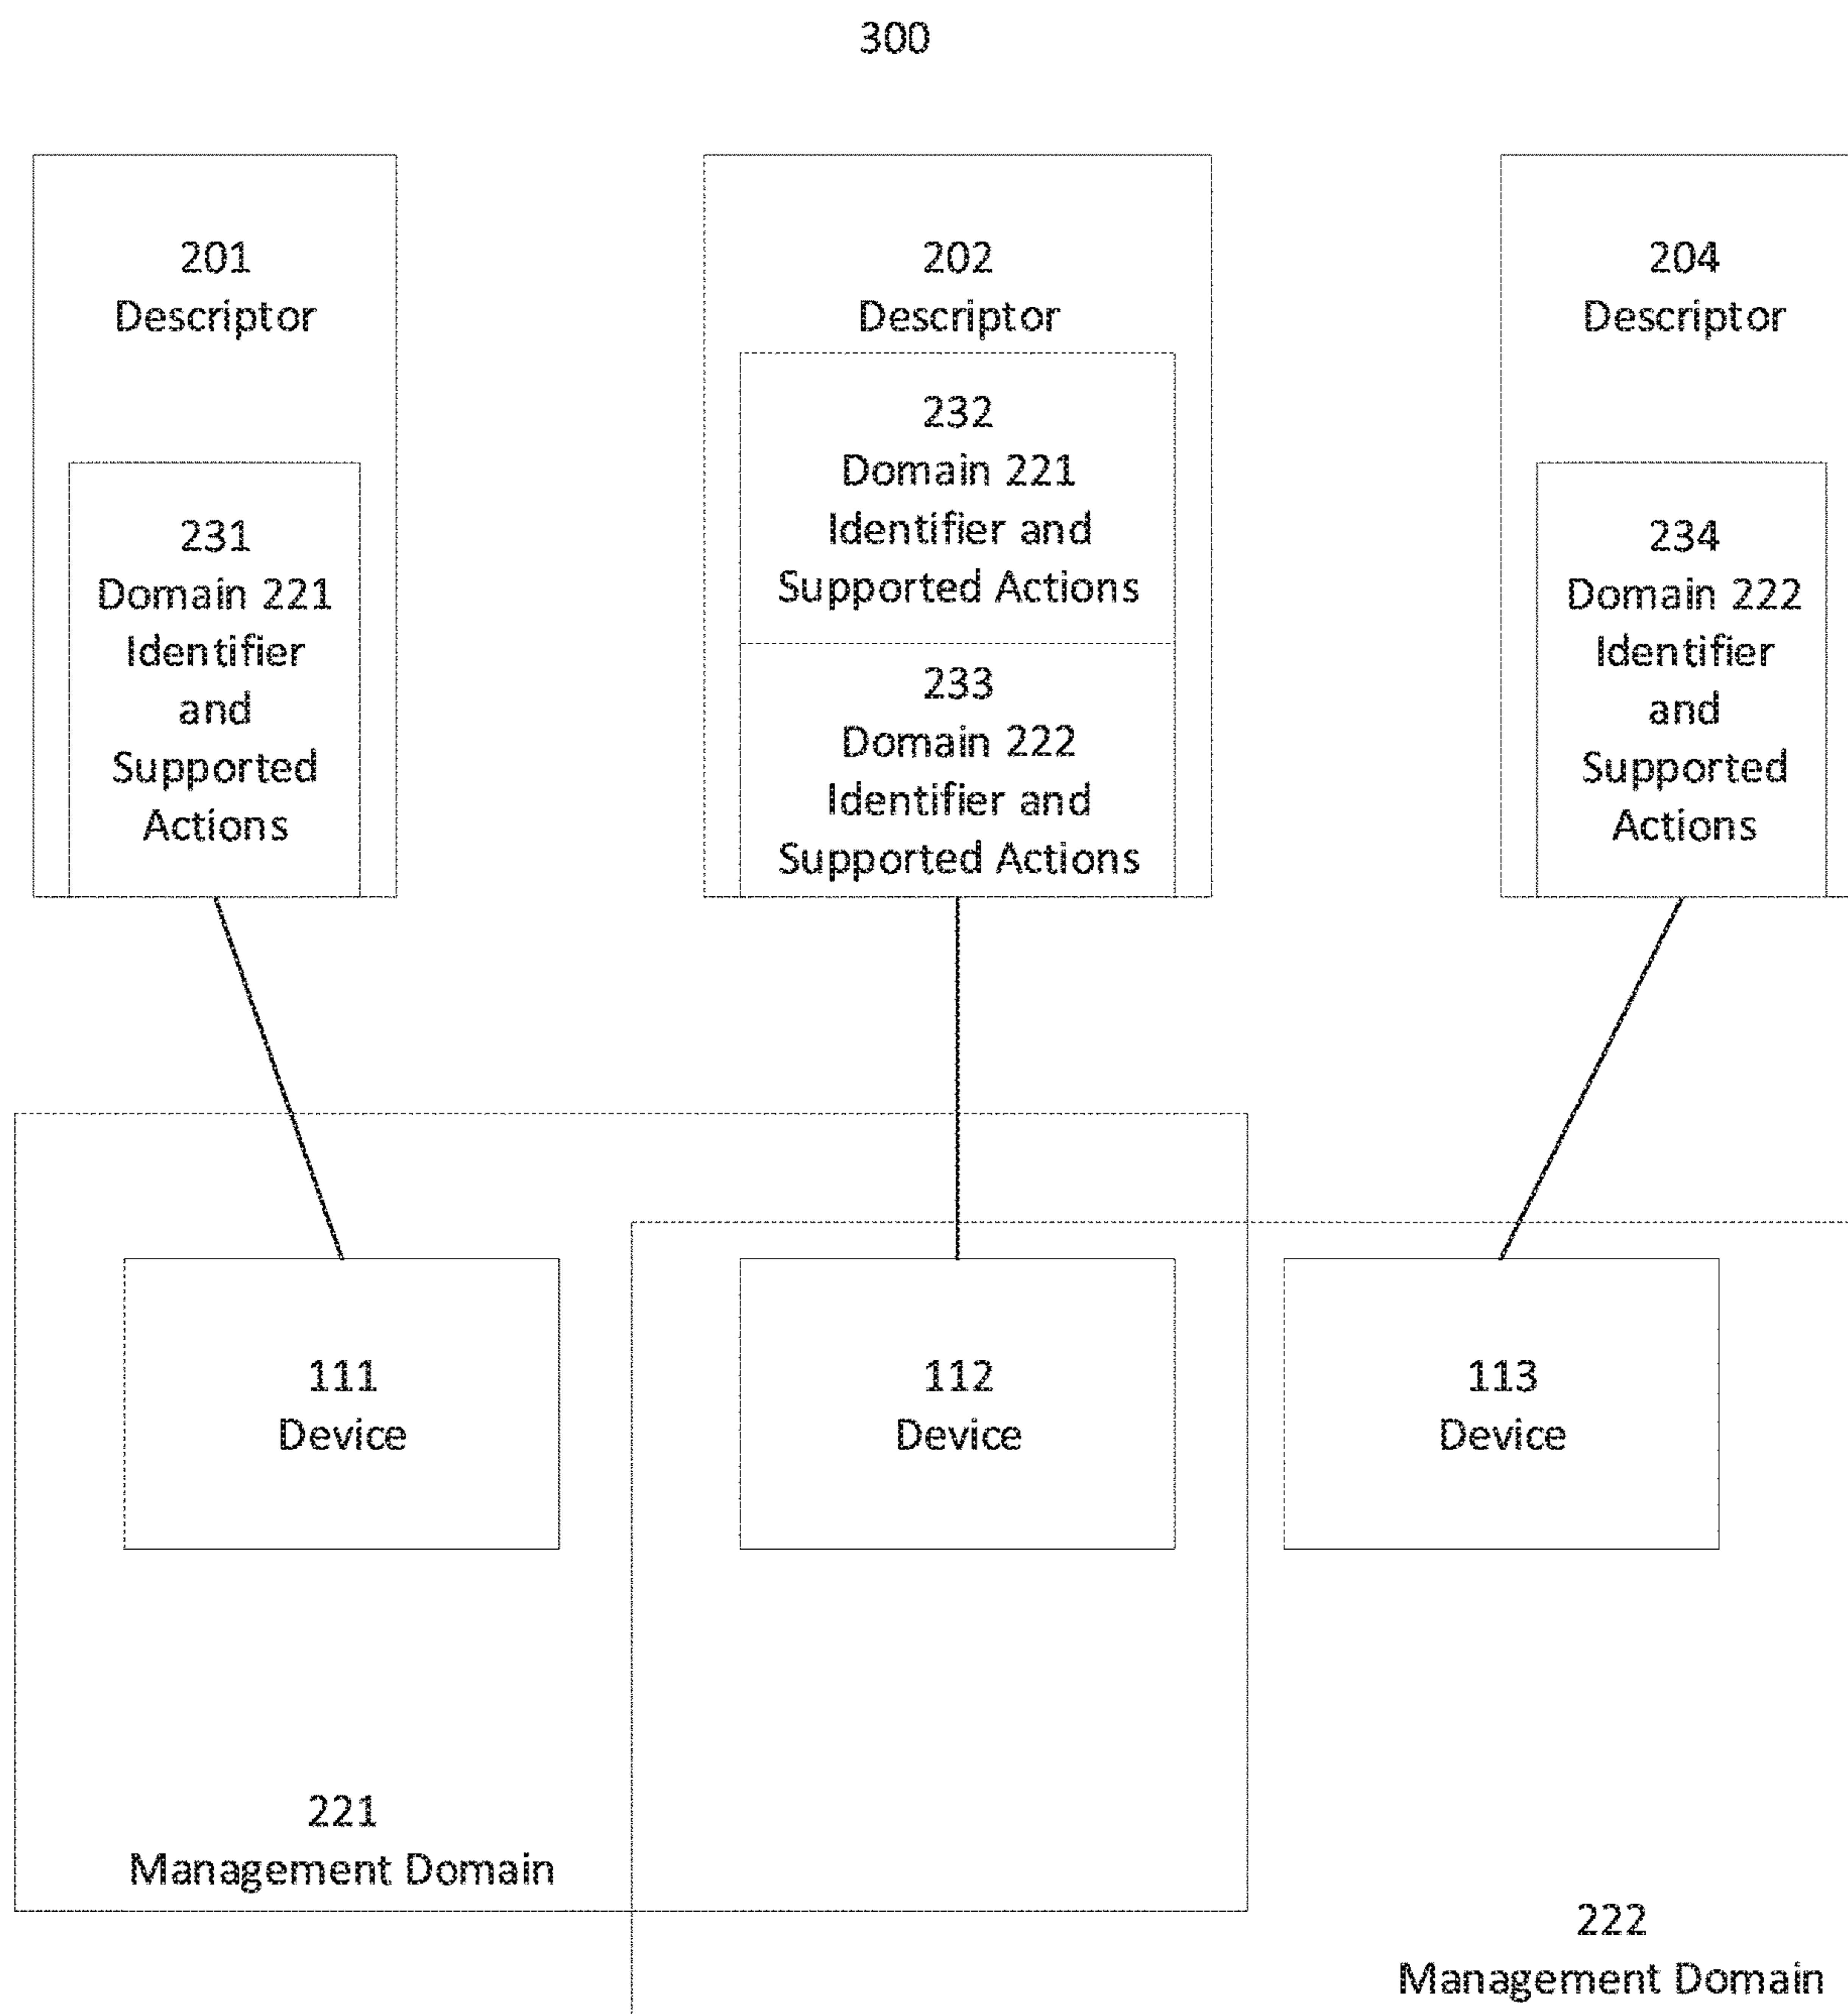 300
201
Descriptor
231
Domain 221
Identifier
and
Supported
Actions
202
Descriptor
232
Domain 221
Identifier and
Supported Actions
233
Domain 222
Identifier and
Supported Actions
204
Descriptor
234
Domain 222
Identifier
and
Supported
Actions
111
Device
112
Device
113
Device
221
Management Domain
222
Management Domain